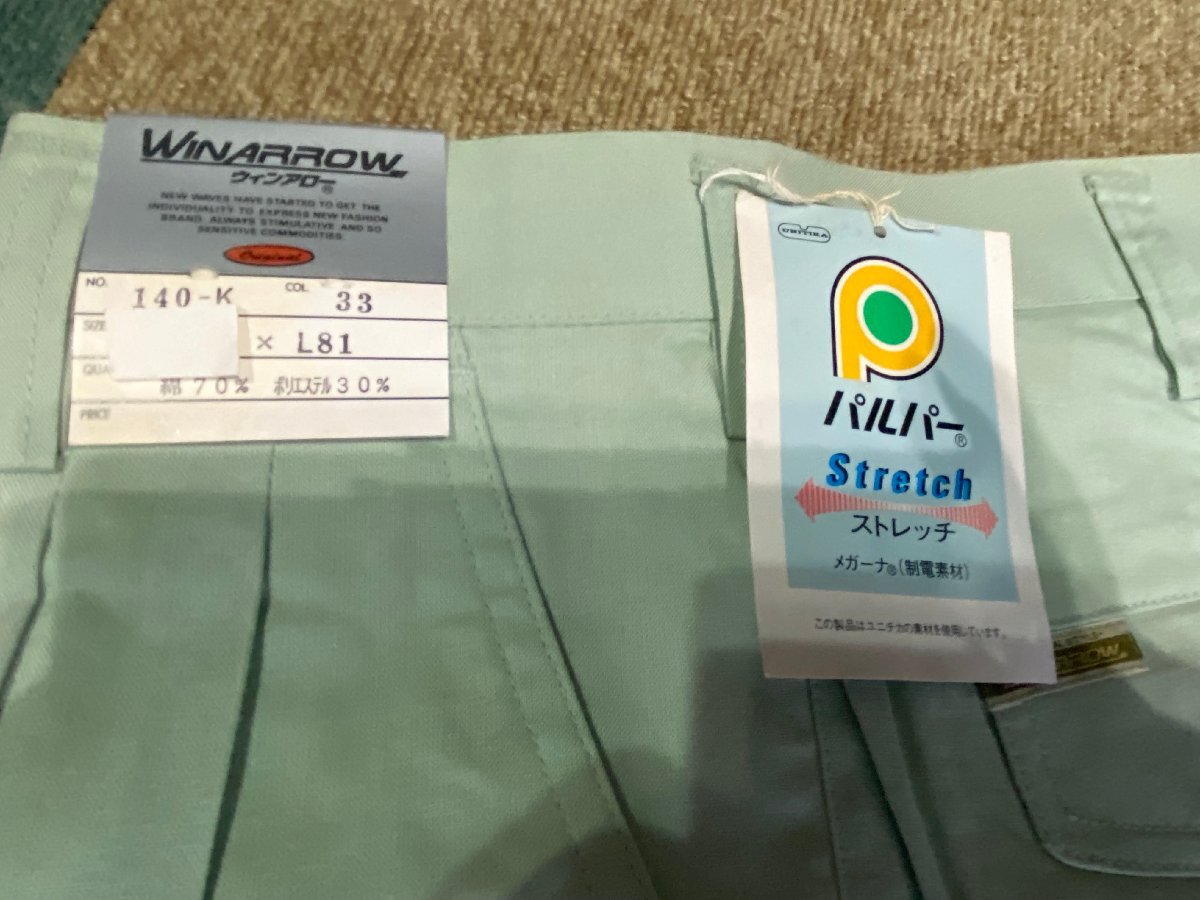 WINARROW
ウィンアロー®
NEW WAVES HAVE STARTED TO GET THE
INDIVIDUALITY TO EXPRESS NEW FASHION
BRAND. ALWAYS STIMULATIVE AND SO
SENSITIVE COMMODITIES.
Original
NO. 140-K COL. 33
SIZE × L81
QUA
綿70% ポリエステル30%
PRICE
UNITIKA
パルパー®
Stretch
ストレッチ
メガーナ®(制電素材)
この製品はユニチカの素材を使用しています。